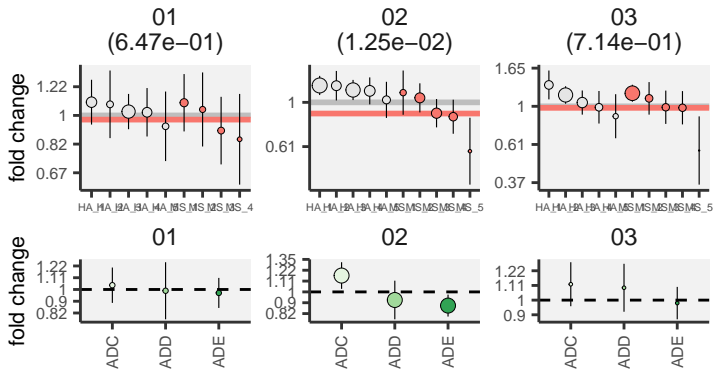 01
(6.47e−01)
02
(1.25e−02)
03
(7.14e−01)
fold change
1.22
1
0.82
0.67
1
0.61
1.65
1
0.61
0.37
01
02
03
fold change
1.22
1.11
1
0.9
0.82
1.35
1.22
1.11
1
0.9
0.82
1.22
1.11
1
0.9
ADC
ADD
ADE
ADC
ADD
ADE
ADC
ADD
ADE